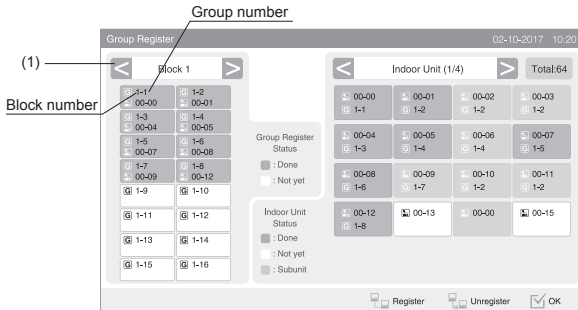 Group number
Group Register
02-10-2017 10:20
(1)
Block 1
Indoor Unit (1/4)
Total:64
Block number
G 1-1
00-00
G 1-2
00-01
G 1-3
00-04
G 1-4
00-05
G 1-5
00-07
G 1-6
00-08
G 1-7
00-09
G 1-8
00-12
G 1-9
G 1-10
G 1-11
G 1-12
G 1-13
G 1-14
G 1-15
G 1-16
Group Register
Status
: Done
: Not yet
Indoor Unit
Status
: Done
: Not yet
: Subunit
00-00
G 1-1
00-01
G 1-2
00-02
G 1-2
00-03
G 1-2
00-04
G 1-3
00-05
G 1-4
00-06
G 1-4
00-07
G 1-5
00-08
G 1-6
00-09
G 1-7
00-10
G 1-2
00-11
G 1-2
00-12
G 1-8
00-13
00-00
00-15
Register
Unregister
OK